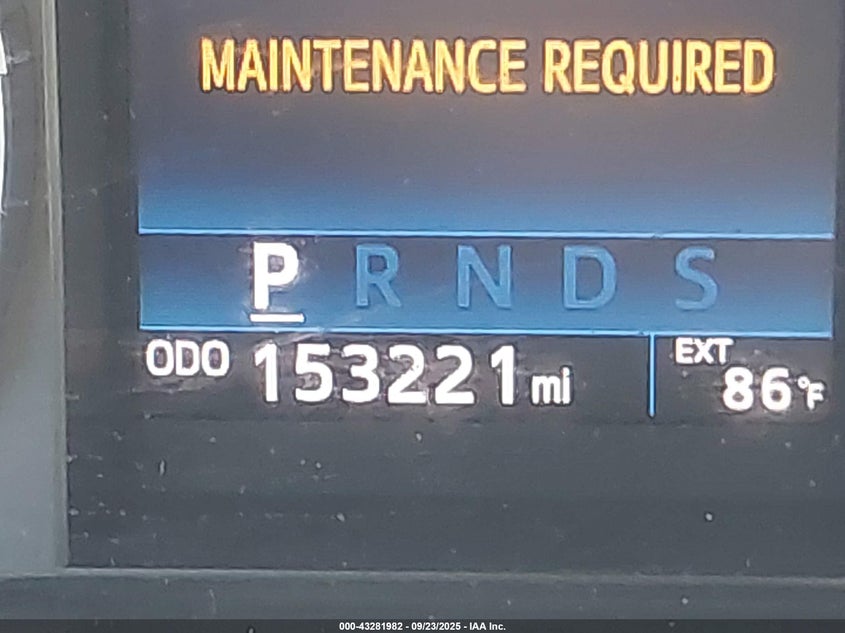 MAINTENANCE REQUIRED
P R N D S
ODO 153221 mi
EXT
86°F
000-43281982 - 09/23/2025 - IAA Inc.